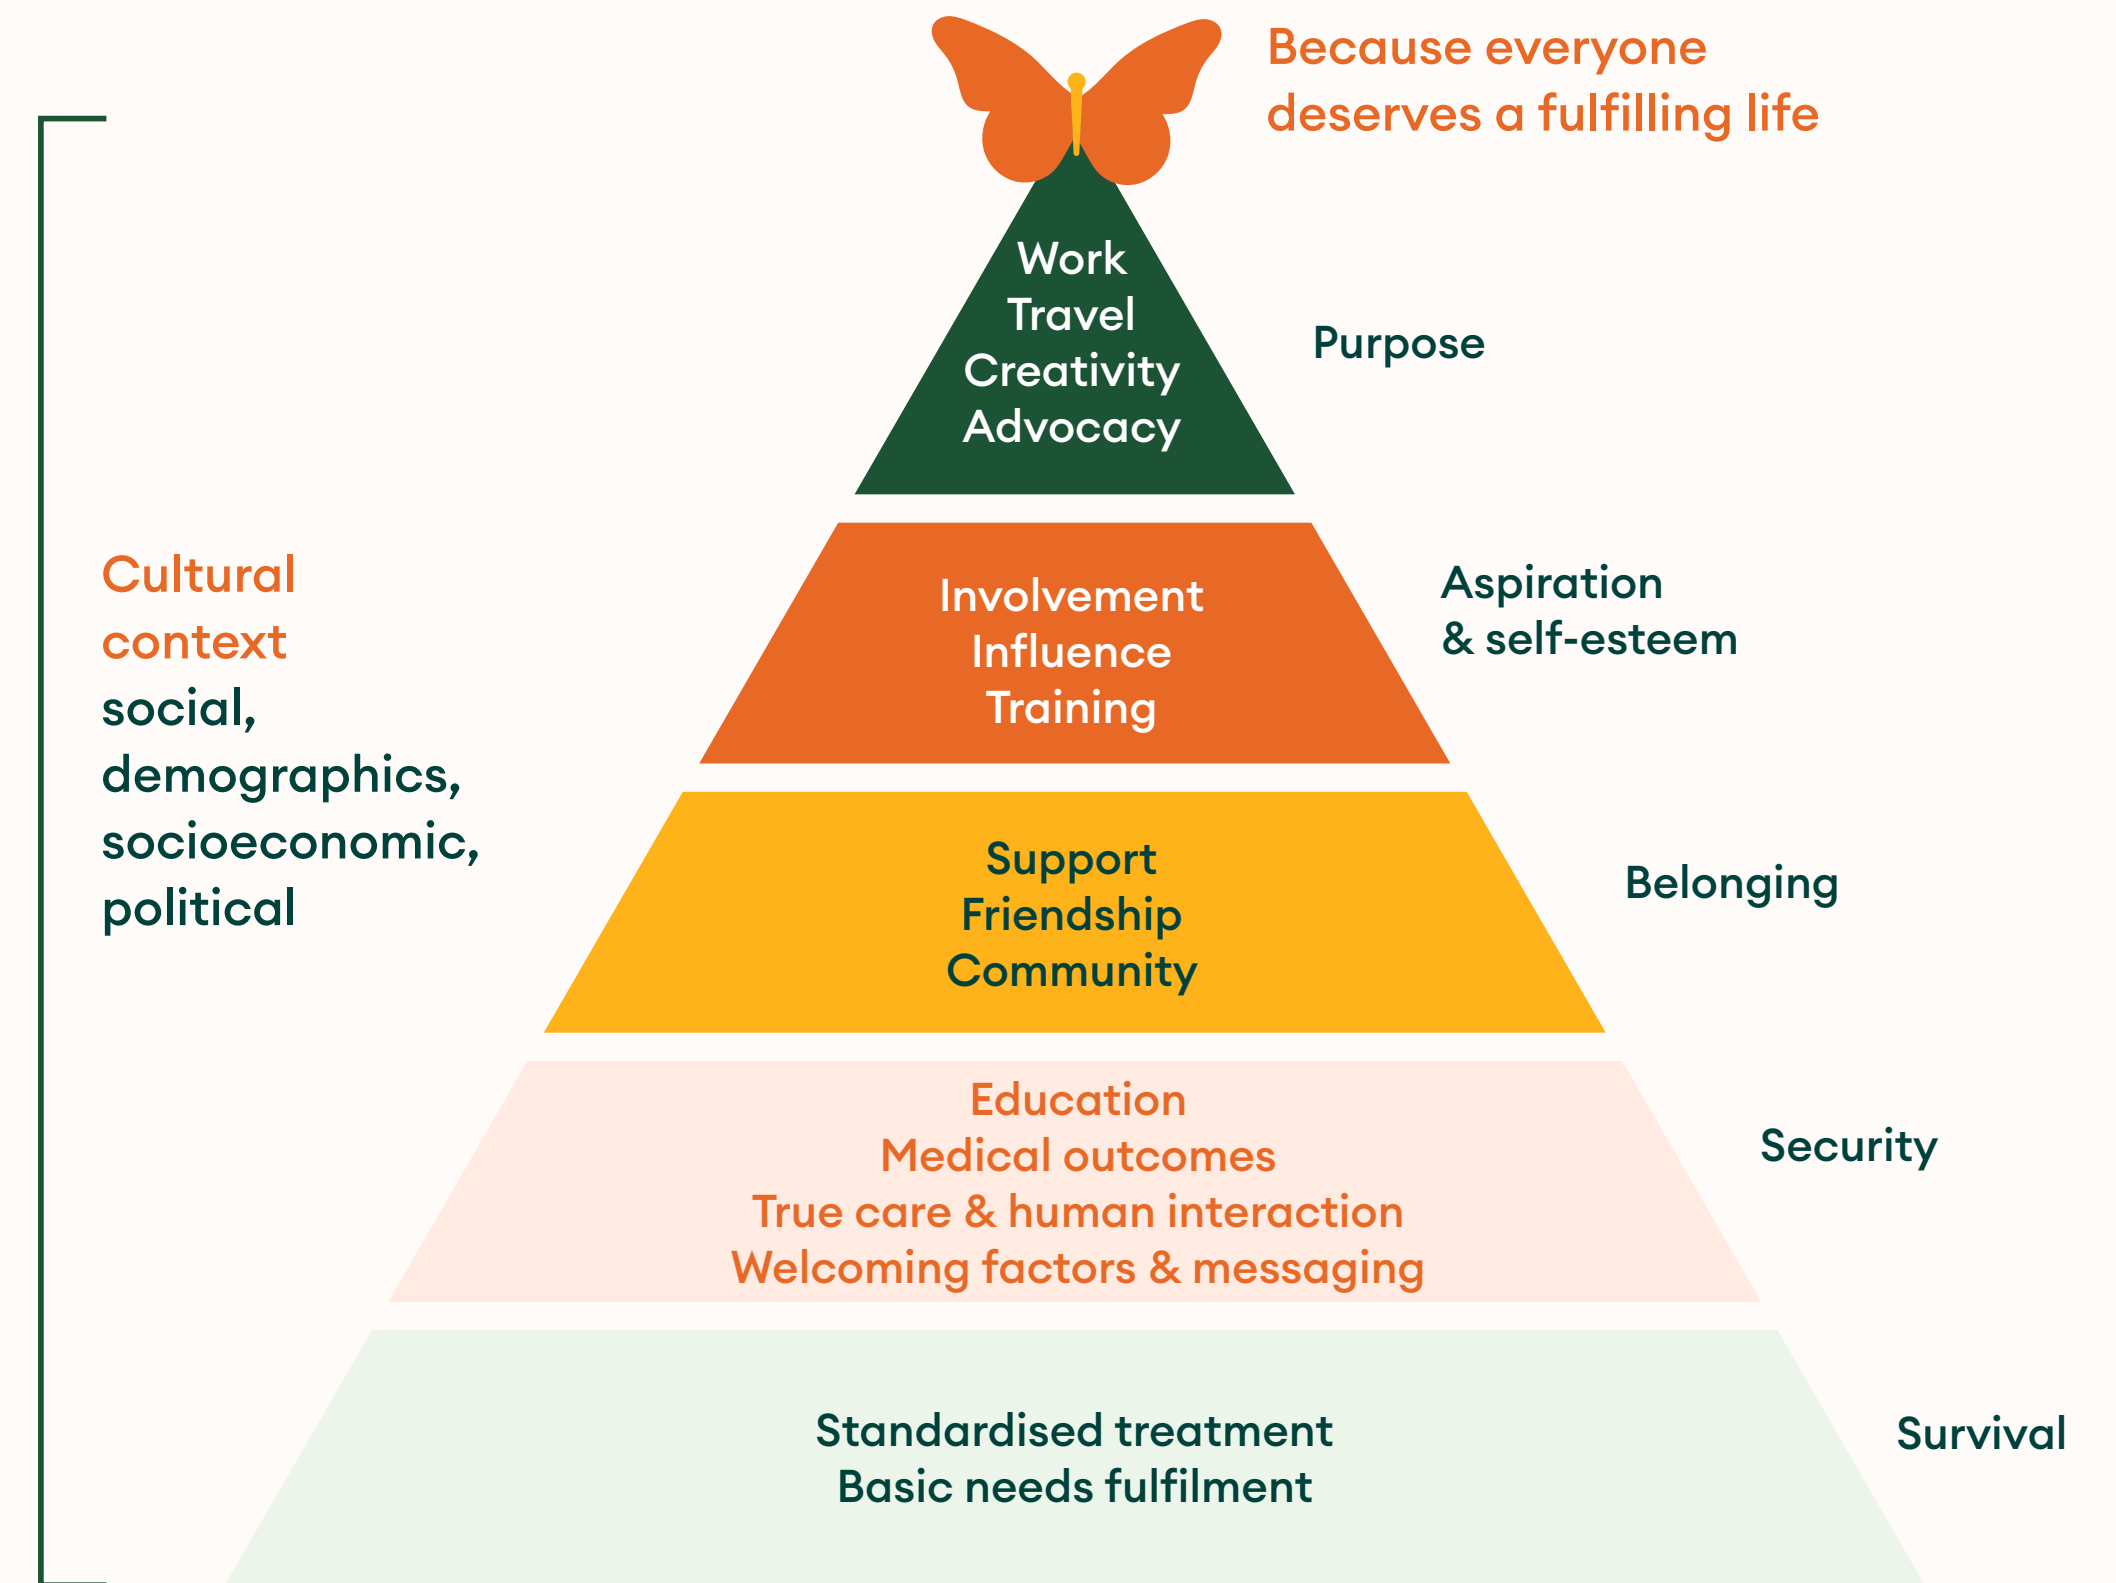 Because everyone
deserves a fulfilling life
Work
Travel
Creativity
Advocacy
Purpose
Cultural
context
social,
demographics,
socioeconomic,
political
Involvement
Influence
Training
Aspiration
& self-esteem
Support
Friendship
Community
Belonging
Education
Medical outcomes
True care & human interaction
Welcoming factors & messaging
Security
Standardised treatment
Basic needs fulfilment
Survival